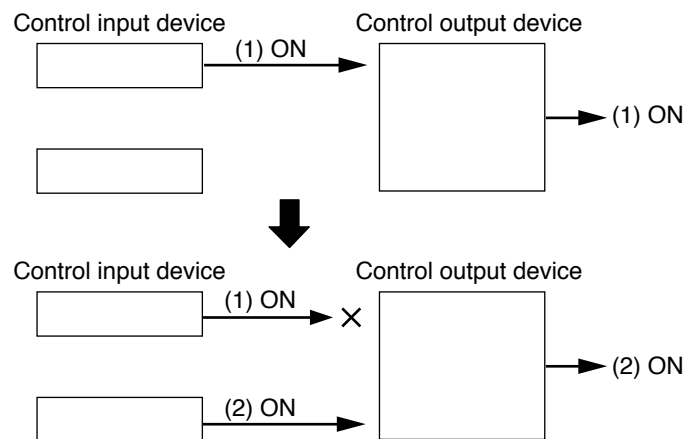 Control input device
Control output device
(1) ON
(1) ON
Control input device
Control output device
(1) ON
(2) ON
(2) ON